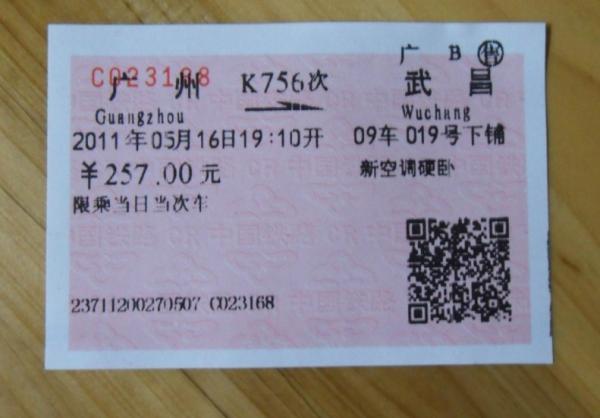 广 B 售
C023168
广州 K756次 武昌
Guangzhou Wuchang
2011年05月16日19:10开 09车019号下铺
￥257.00元 新空调硬卧
限乘当日当次车
23711200270507 C023168